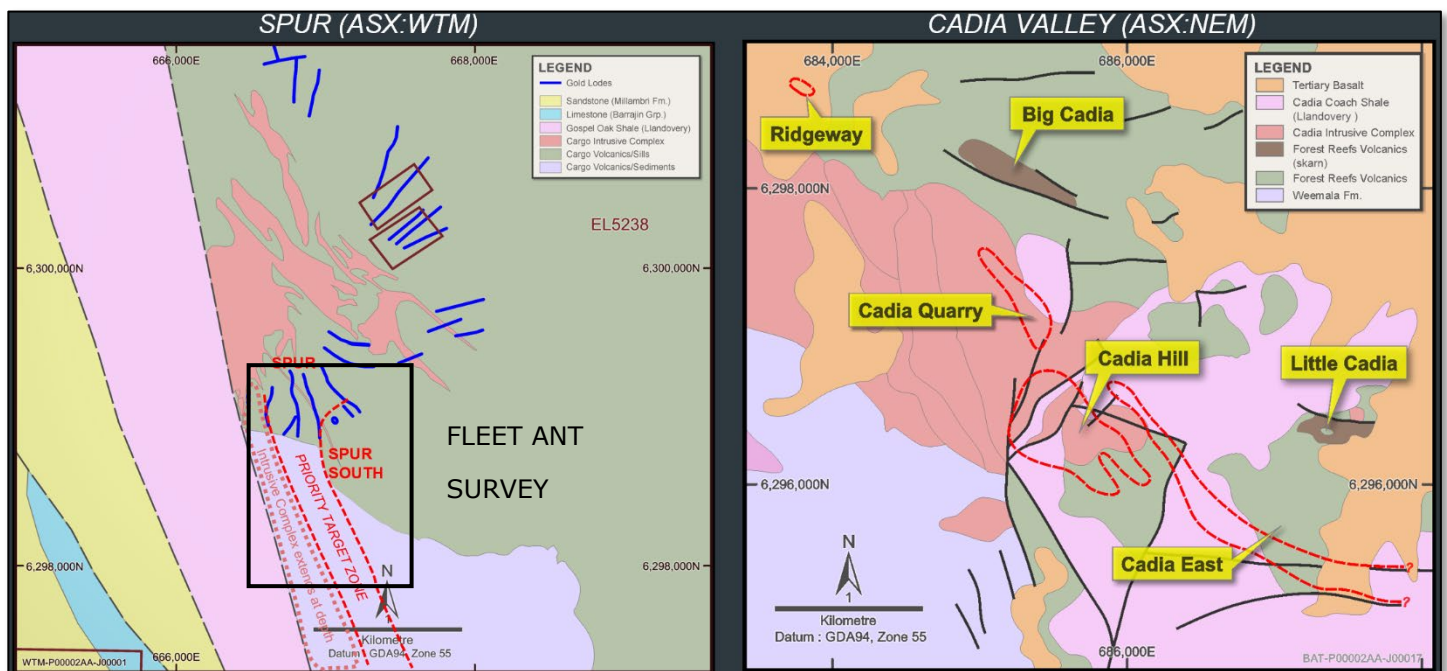 SPUR (ASX:WTM)
666,000E
668,000E
LEGEND
Gold Lodes
Sandstone (Millambri Fm.)
Limestone (Barrajin Grp.)
Gospel Oak Shale (Llandovery)
Cargo Intrusive Complex
Cargo Volcanics/Sills
Cargo Volcanics/Sediments
EL5238
6,300,000N
6,300,000N
SPUR
SPUR
SOUTH
FLEET ANT
SURVEY
PRIORITY TARGET ZONE
Intrusive Complex extends at depth
6,298,000N
6,298,000N
N
1
Kilometre
Datum : GDA94, Zone 55
WTM-P00002AA-J00001
666,000E
CADIA VALLEY (ASX:NEM)
684,000E
686,000E
LEGEND
Tertiary Basalt
Cadia Coach Shale
(Llandovery )
Cadia Intrusive Complex
Forest Reefs Volcanics
(skarn)
Forest Reefs Volcanics
Weemala Fm.
Ridgeway
Big Cadia
6,298,000N
6,298,000N
Cadia Quarry
Cadia Hill
Little Cadia
6,296,000N
6,296,000N
Cadia East
?
?
N
1
Kilometre
Datum : GDA94, Zone 55
686,000E
BAT-P00002AA-J00017